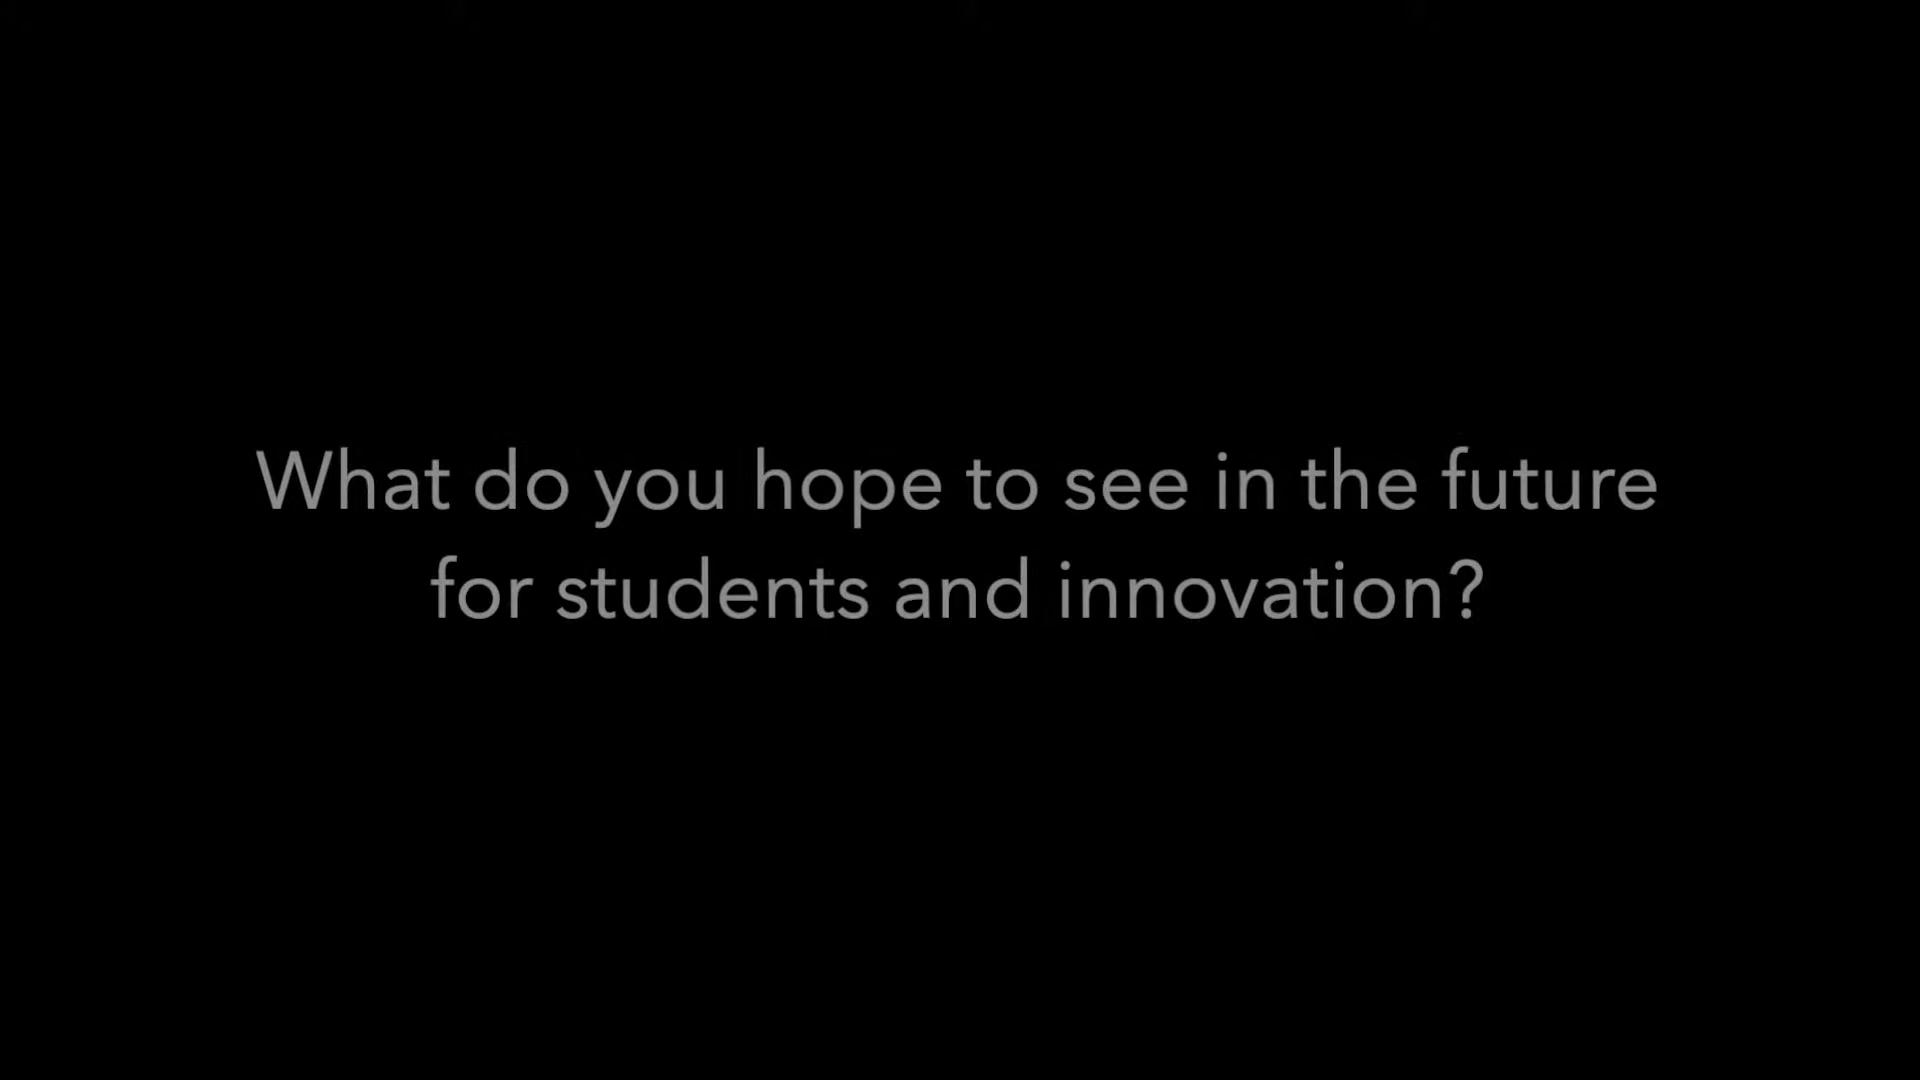 What do you hope to see in the future
for students and innovation?